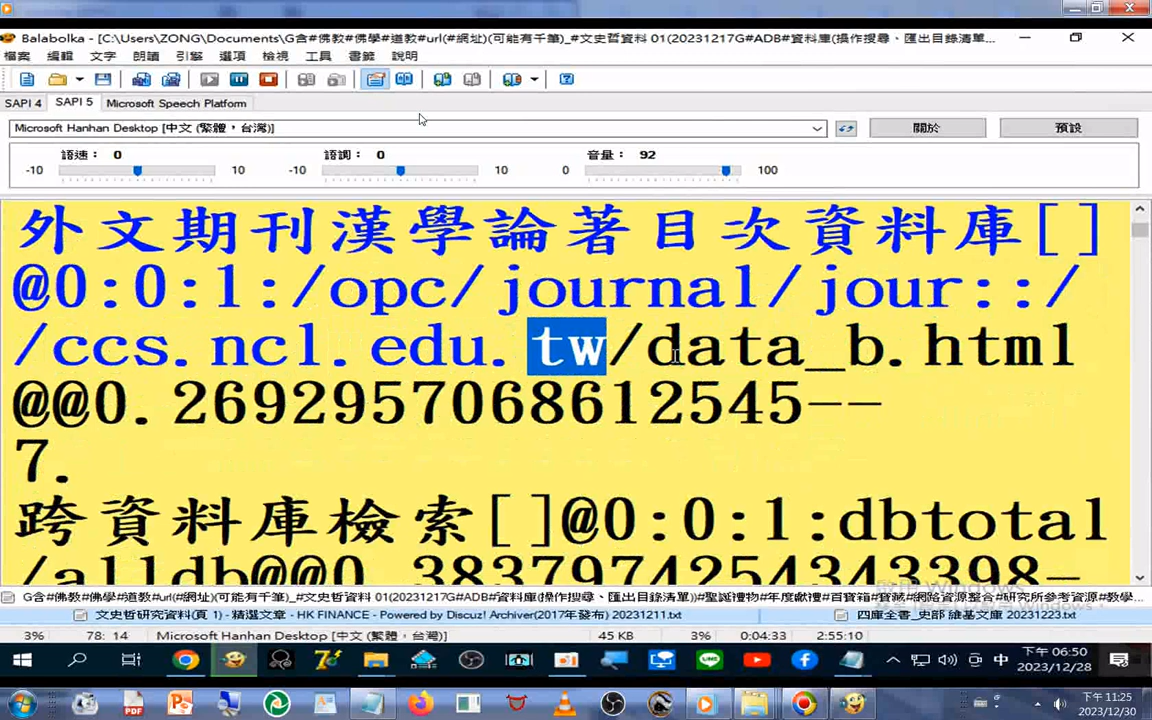 Balabolka - [C:\Users\ZONG\Documents\G含#佛教#佛學#道教#url(#網址)(可能有千筆)_#文史哲資料 01(20231217G#ADB#資料庫(操作搜尋、匯出目錄清單...
檔案 編輯 文字 朗讀 引擎 選項 檢視 工具 書籤 說明
SAPI 4 SAPI 5 Microsoft Speech Platform
Microsoft Hanhan Desktop [中文 (繁體，台灣)] 關於 預設
語速： 0 語調： 0 音量： 92
-10 10 -10 10 0 100
外文期刊漢學論著目次資料庫[]
@0:0:1:/opc/journal/jour::/
/ccs.ncl.edu.tw/data_b.html
@@0.2692957068612545--
7.
跨資料庫檢索[]@0:0:1:dbtotal
/alldb@@0.3837974254343398-
G含#佛教#佛學#道教#url(#網址)(可能有千筆)_#文史哲資料 01(20231217G#ADB#資料庫(操作搜尋、匯出目錄清單))#聖誕禮物#年度獻禮#百寶箱#寶藏#網路資源整合#研究所參考資源#教學...
文史哲研究資料(頁 1) - 精選文章 - HK FINANCE - Powered by Discuz! Archiver(2017年發布) 20231211.txt 四庫全書_史部 維基文庫 20231223.txt
3% 78: 14 Microsoft Hanhan Desktop [中文 (繁體，台灣)] 45 KB 3% 0:04:33 2:55:10
中 下午 06:50
2023/12/28
下午 11:25
2023/12/30